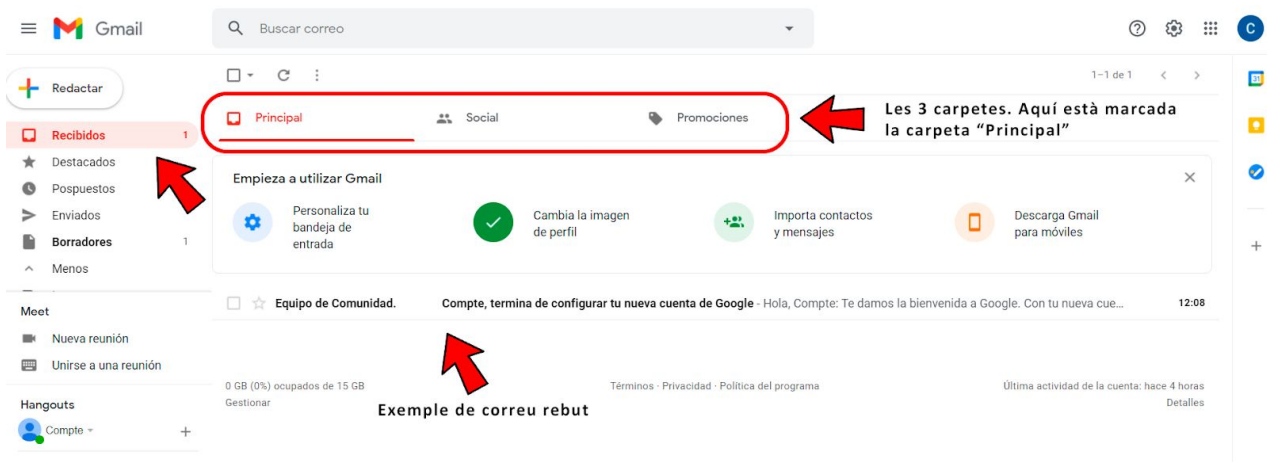 Gmail
Buscar correo
C
Redactar
1-1 de 1
31
Principal
Social
Promociones
Les 3 carpetes. Aquí està marcada
la carpeta “Principal”
Recibidos 1
Destacados
Pospuestos
Enviados
Borradores 1
Menos
Empieza a utilizar Gmail
Personaliza tu
bandeja de
entrada
Cambia la imagen
de perfil
Importa contactos
y mensajes
Descarga Gmail
para móviles
Equipo de Comunidad. Compte, termina de configurar tu nueva cuenta de Google - Hola, Compte: Te damos la bienvenida a Google. Con tu nueva cue… 12:08
Meet
Nueva reunión
Unirse a una reunión
Hangouts
Compte
0 GB (0%) ocupados de 15 GB
Gestionar
Términos · Privacidad · Política del programa
Última actividad de la cuenta: hace 4 horas
Detalles
Exemple de correu rebut